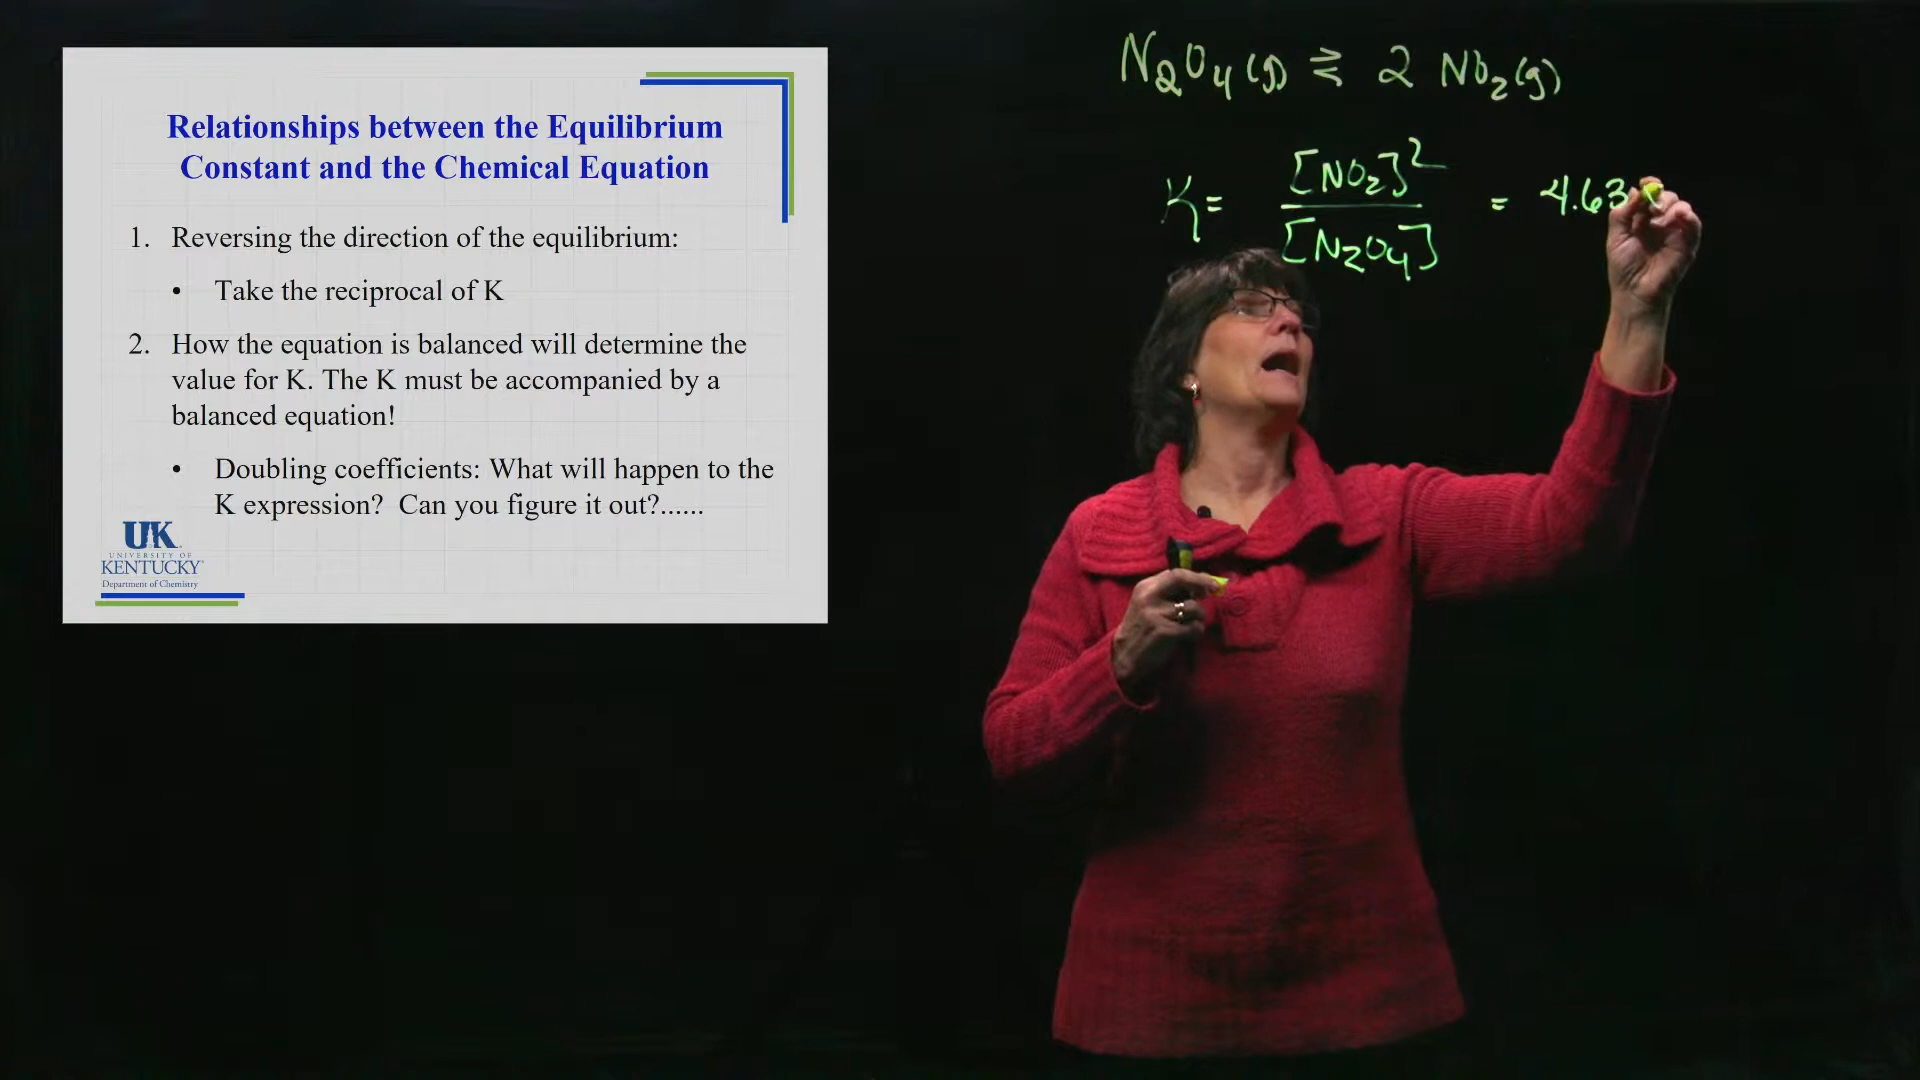 Relationships between the Equilibrium
Constant and the Chemical Equation
1. Reversing the direction of the equilibrium:
• Take the reciprocal of K
2. How the equation is balanced will determine the
value for K. The K must be accompanied by a
balanced equation!
• Doubling coefficients: What will happen to the
K expression? Can you figure it out?......
UK
UNIVERSITY OF
KENTUCKY
Department of Chemistry
N₂O₄(g) ⇌ 2 NO₂(g)
K = [NO₂]² / [N₂O₄] = 4.63